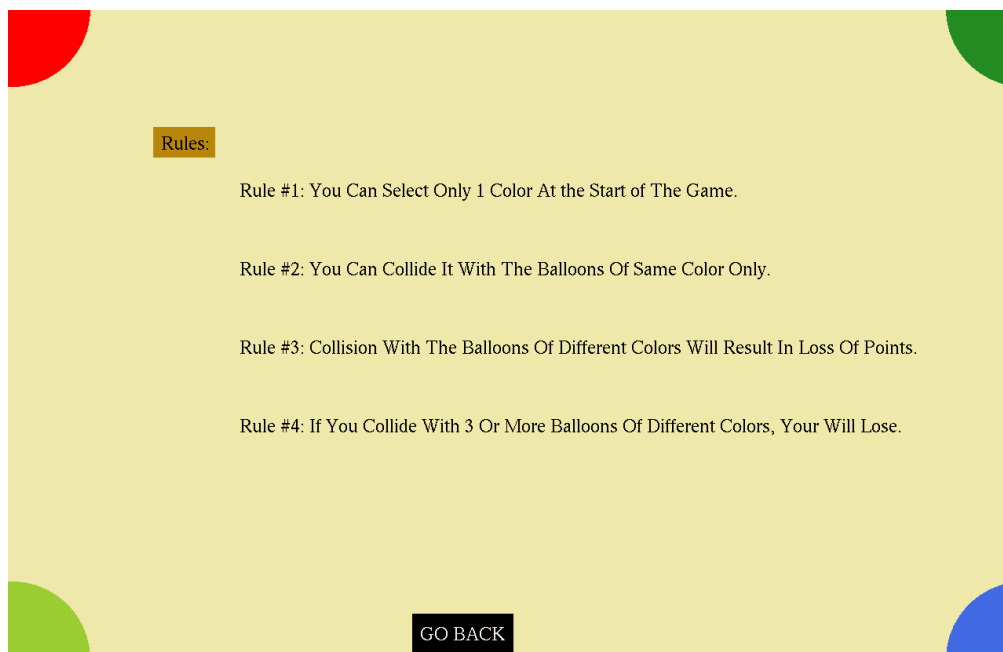 Rules:
Rule #1: You Can Select Only 1 Color At the Start of The Game.
Rule #2: You Can Collide It With The Balloons Of Same Color Only.
Rule #3: Collision With The Balloons Of Different Colors Will Result In Loss Of Points.
Rule #4: If You Collide With 3 Or More Balloons Of Different Colors, Your Will Lose.
GO BACK